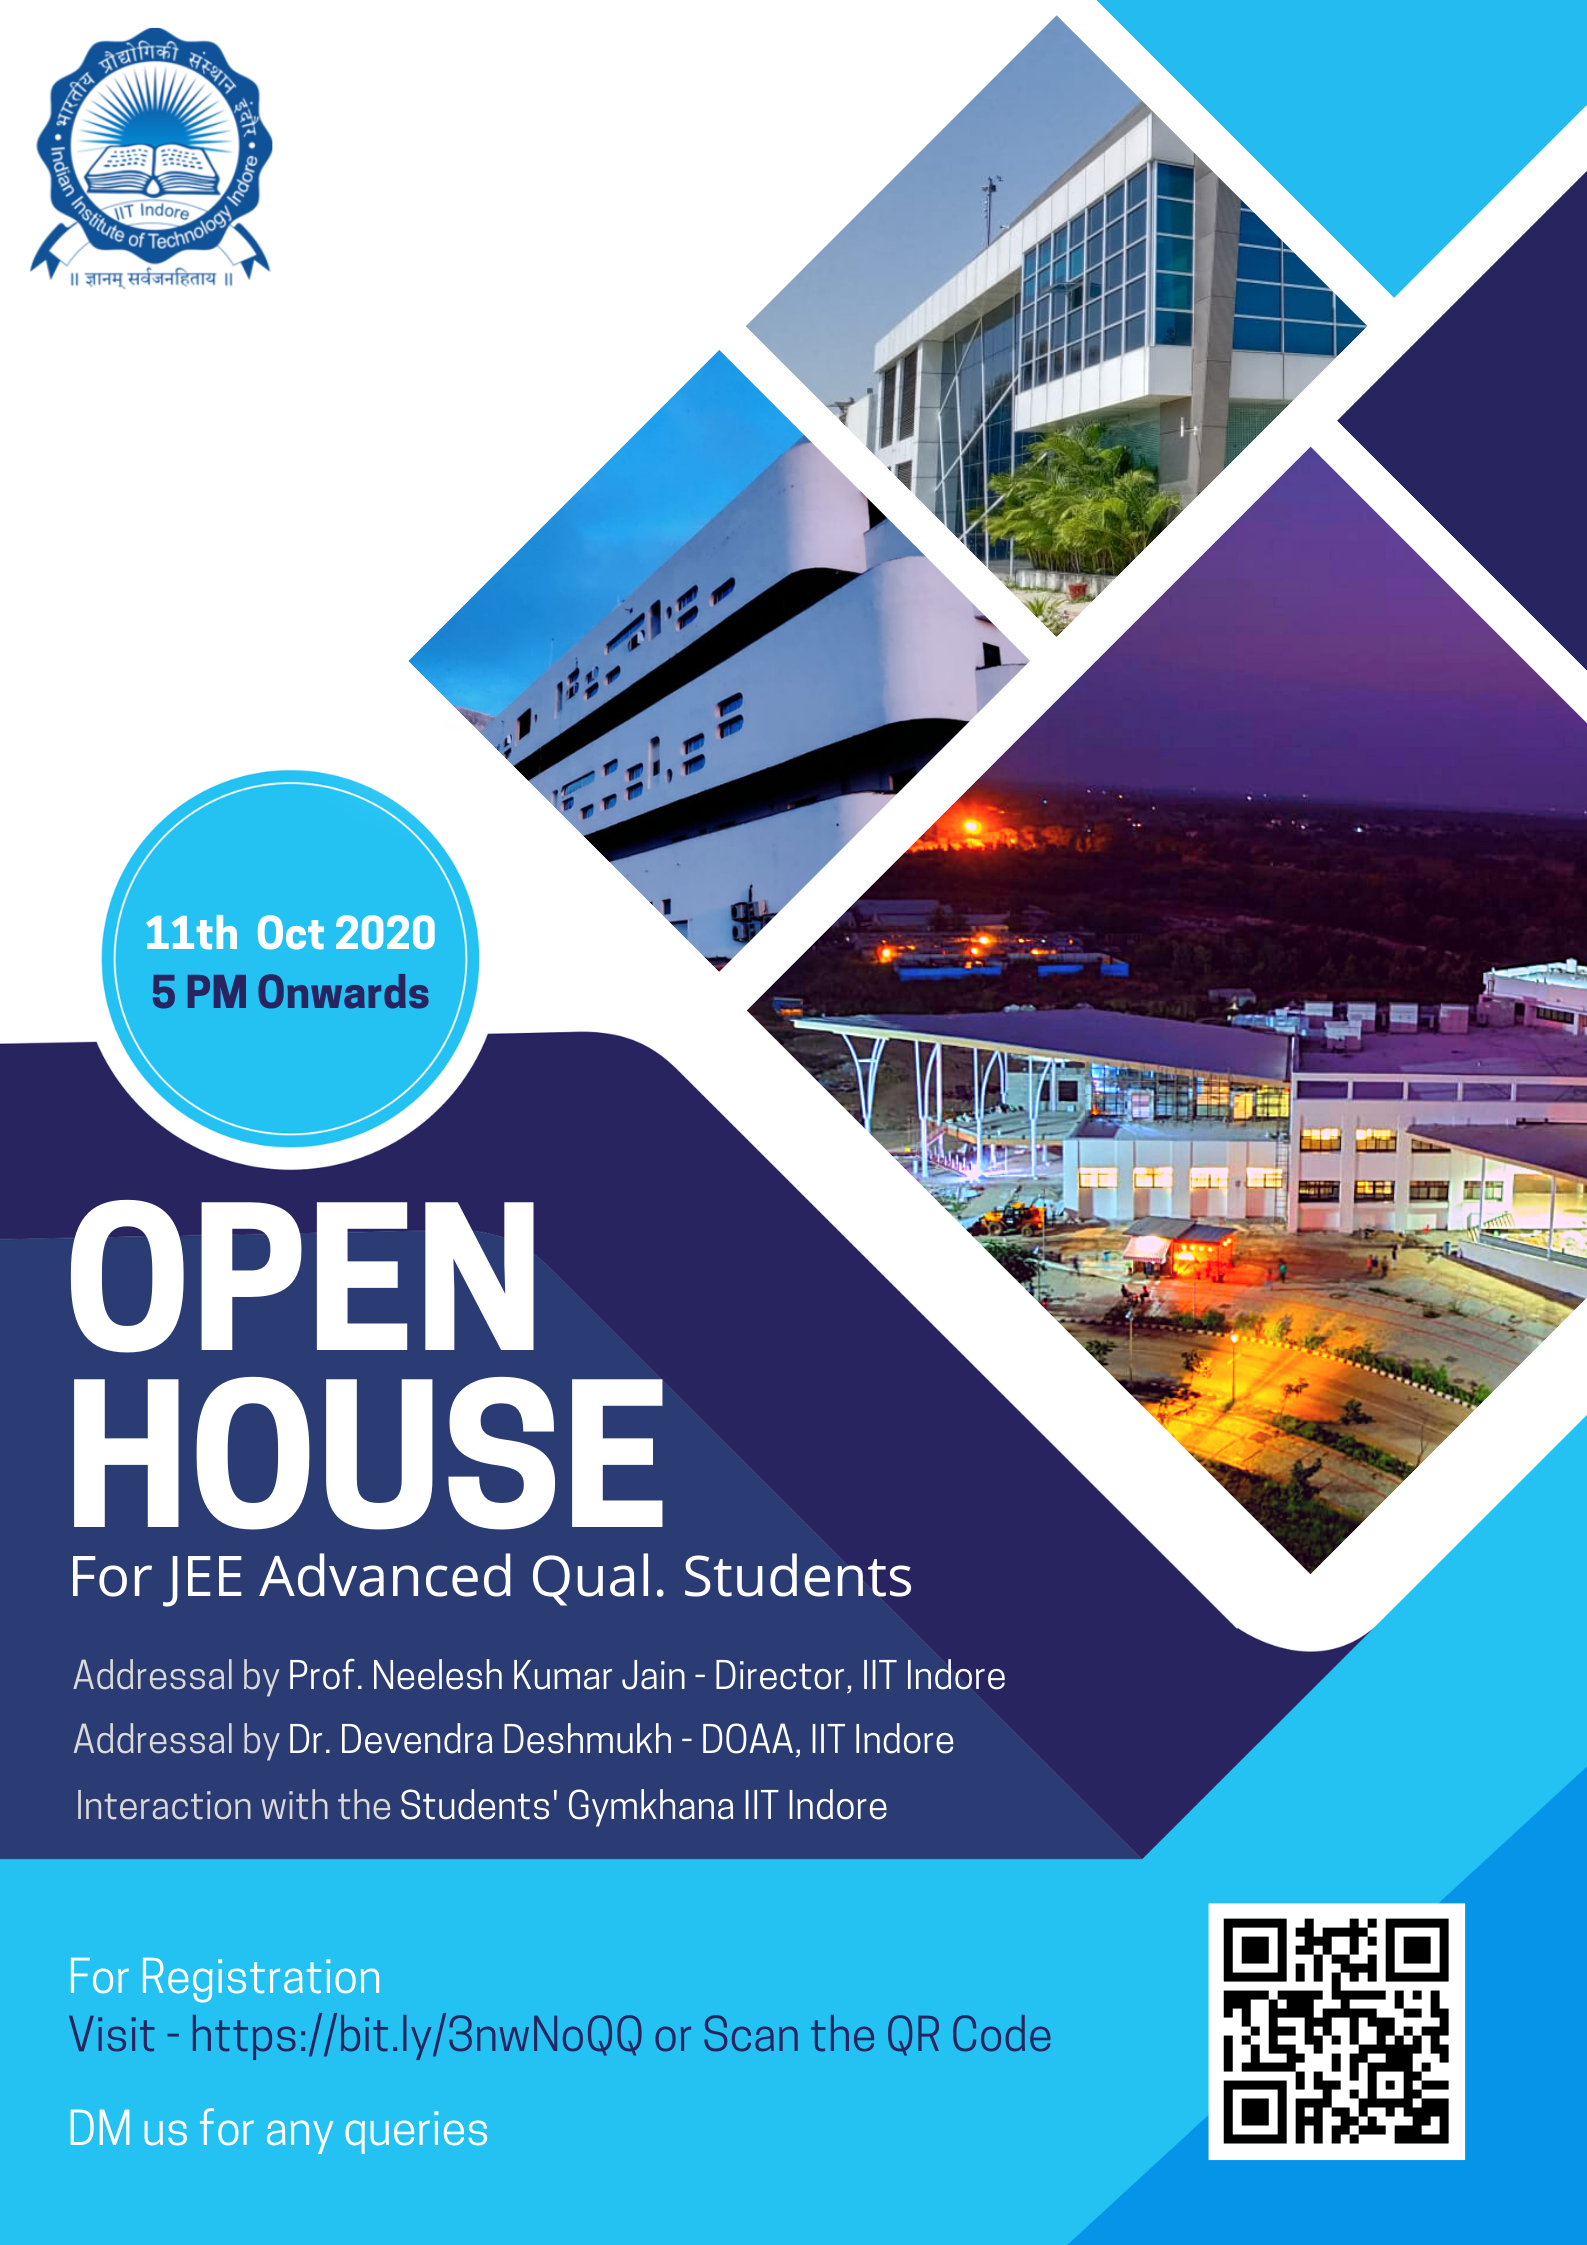 भारतीय प्रौद्योगिकी संस्थान इंदौर
IIT Indore
Indian Institute of Technology Indore
॥ ज्ञानम् सर्वजनहिताय ॥
11th Oct 2020
5 PM Onwards
OPEN
HOUSE
For JEE Advanced Qual. Students
Addressal by Prof. Neelesh Kumar Jain - Director, IIT Indore
Addressal by Dr. Devendra Deshmukh - DOAA, IIT Indore
Interaction with the Students' Gymkhana IIT Indore
For Registration
Visit - https://bit.ly/3nwNoQQ or Scan the QR Code
DM us for any queries